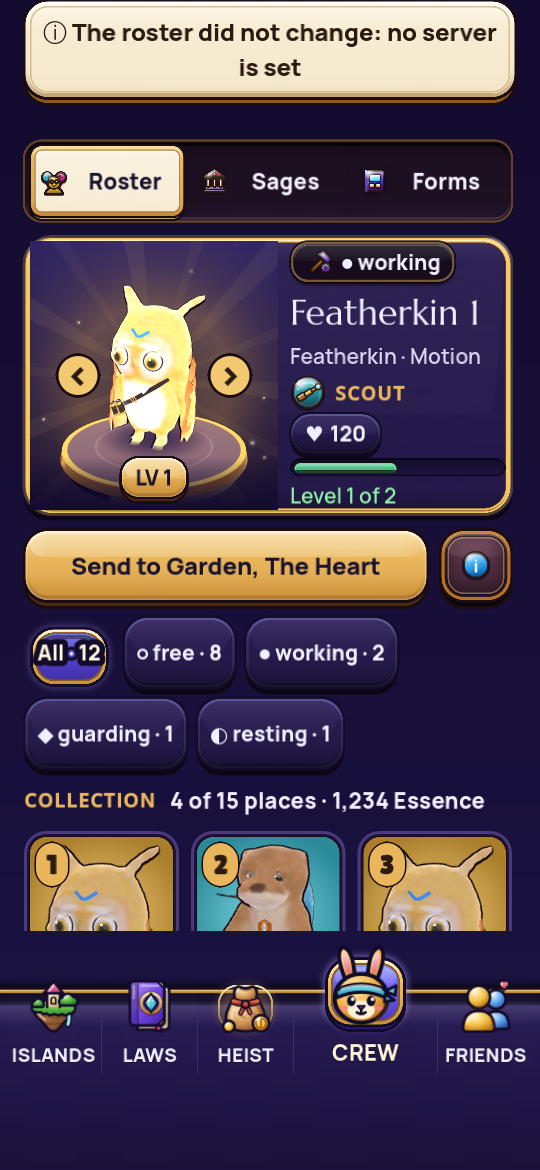 ⓘ The roster did not change: no server
is set
Roster
Sages
Forms
● working
Featherkin 1
Featherkin · Motion
SCOUT
♥ 120
LV 1
Level 1 of 2
Send to Garden, The Heart
i
All · 12
○ free · 8
● working · 2
◆ guarding · 1
◐ resting · 1
COLLECTION 4 of 15 places · 1,234 Essence
1
2
3
ISLANDS
LAWS
HEIST
CREW
FRIENDS